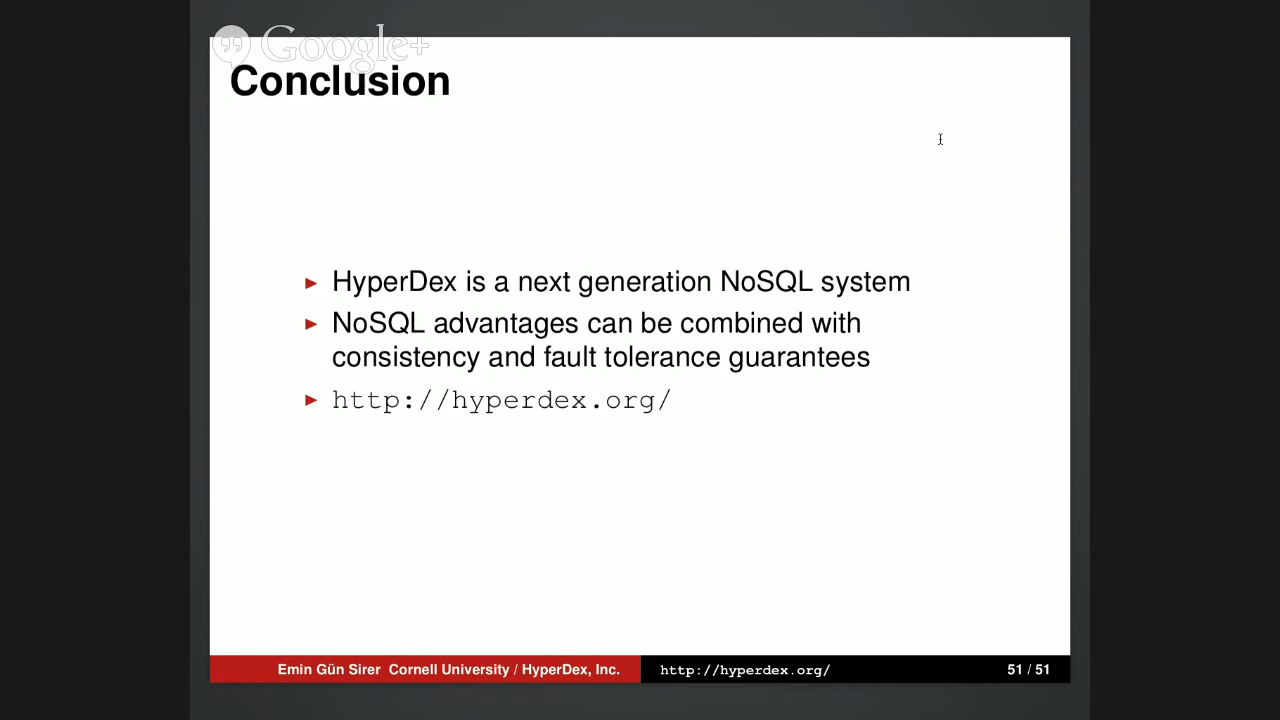 Google+
Conclusion
► HyperDex is a next generation NoSQL system
► NoSQL advantages can be combined with
consistency and fault tolerance guarantees
► http://hyperdex.org/
Emin Gün Sirer Cornell University / HyperDex, Inc. http://hyperdex.org/ 51 / 51